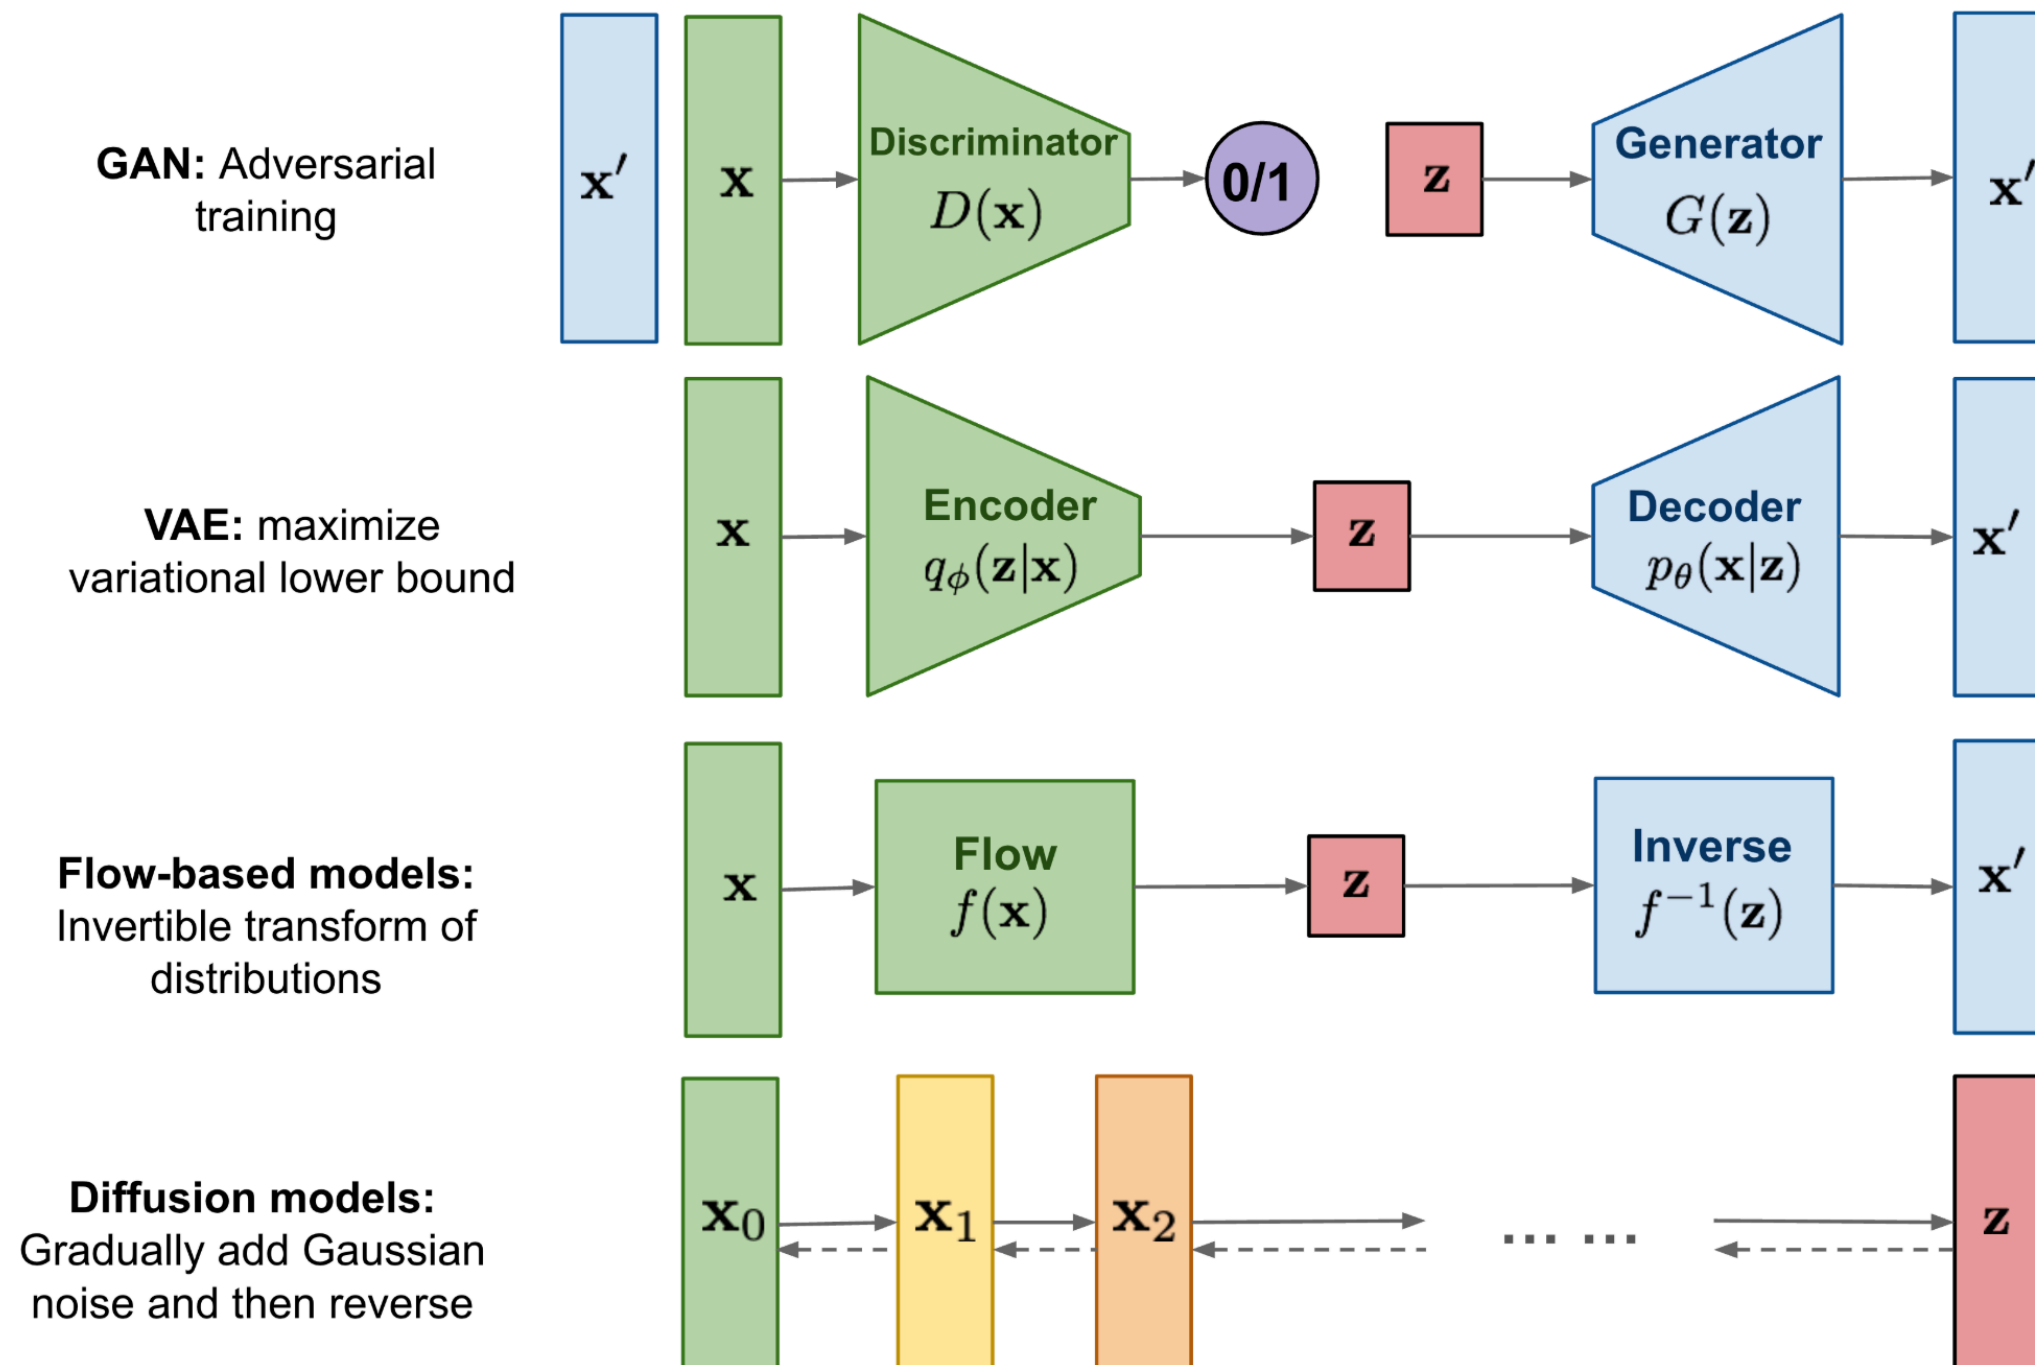 GAN: Adversarial
training
x′
x
Discriminator
D(x)
0/1
z
Generator
G(z)
x′
VAE: maximize
variational lower bound
x
Encoder
qϕ(z|x)
z
Decoder
pθ(x|z)
x′
Flow-based models:
Invertible transform of
distributions
x
Flow
f(x)
z
Inverse
f⁻¹(z)
x′
Diffusion models:
Gradually add Gaussian
noise and then reverse
x₀
x₁
x₂
... ...
z